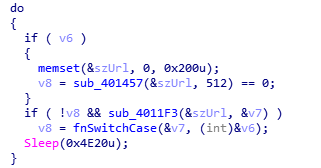 do
{
if ( v6 )
{
memset(&szUrl, 0, 0x200u);
v8 = sub_401457(&szUrl, 512) == 0;
}
if ( !v8 && sub_4011F3(&szUrl, &v7) )
v8 = fnSwitchCase(&v7, (int)&v6);
Sleep(0x4E20u);
}